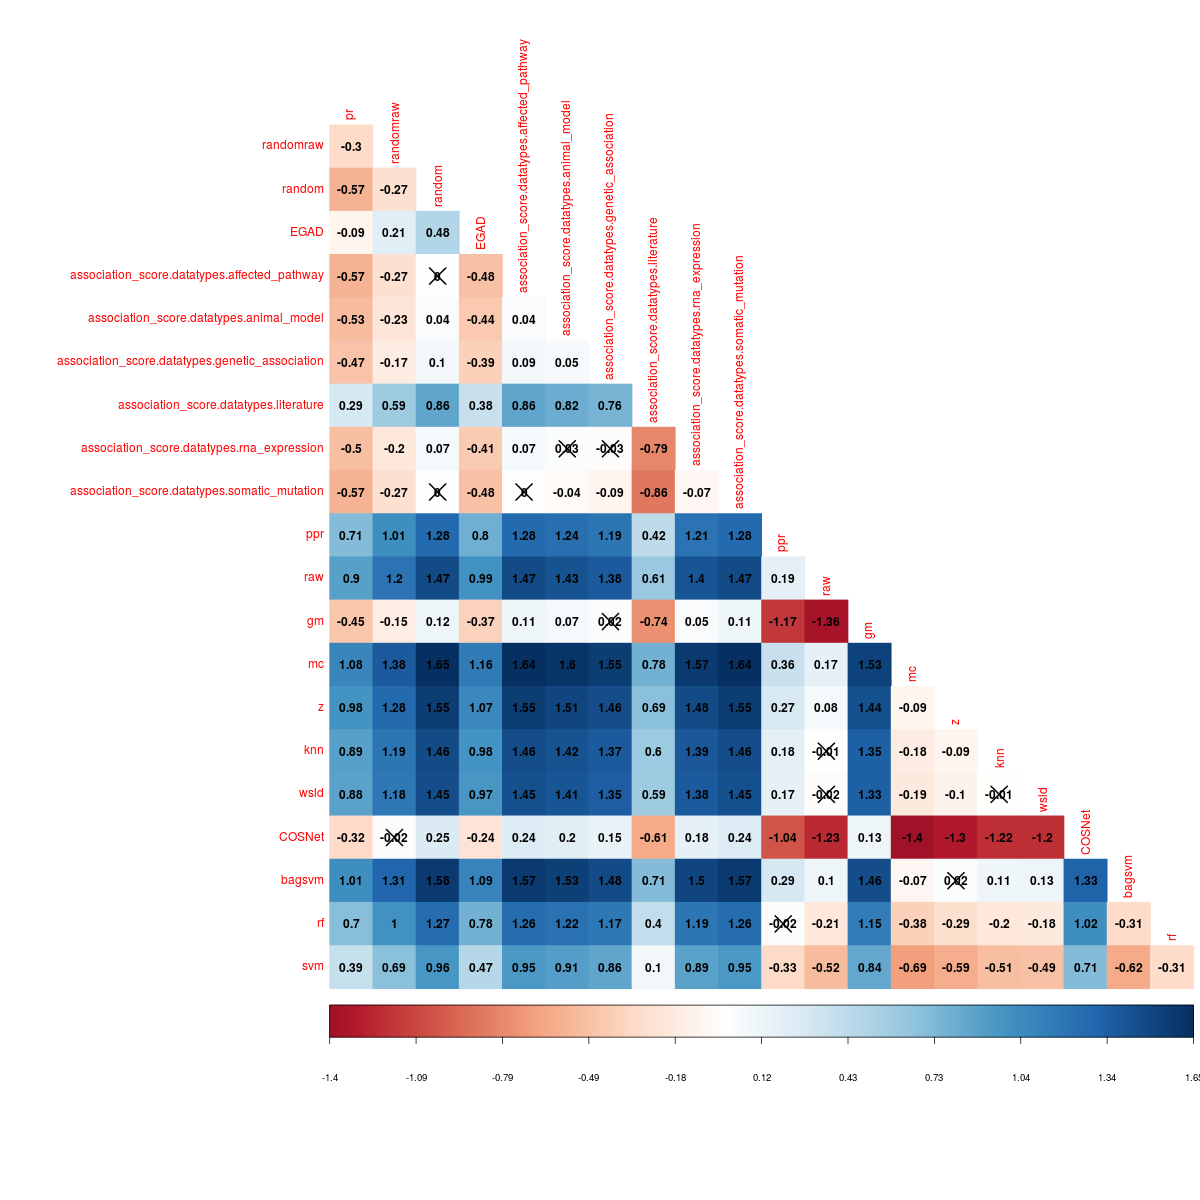 pr
randomraw
random
EGAD
association_score.datatypes.affected_pathway
association_score.datatypes.animal_model
association_score.datatypes.genetic_association
association_score.datatypes.literature
association_score.datatypes.rna_expression
association_score.datatypes.somatic_mutation
ppr
raw
gm
mc
z
knn
wsld
COSNet
bagsvm
rf
randomraw -0.3
random -0.57 -0.27
EGAD -0.09 0.21 0.48
association_score.datatypes.affected_pathway -0.57 -0.27 0 -0.48
association_score.datatypes.animal_model -0.53 -0.23 0.04 -0.44 0.04
association_score.datatypes.genetic_association -0.47 -0.17 0.1 -0.39 0.09 0.05
association_score.datatypes.literature 0.29 0.59 0.86 0.38 0.86 0.82 0.76
association_score.datatypes.rna_expression -0.5 -0.2 0.07 -0.41 0.07 0.03 -0.03 -0.79
association_score.datatypes.somatic_mutation -0.57 -0.27 0 -0.48 0 -0.04 -0.09 -0.86 -0.07
ppr 0.71 1.01 1.28 0.8 1.28 1.24 1.19 0.42 1.21 1.28
raw 0.9 1.2 1.47 0.99 1.47 1.43 1.38 0.61 1.4 1.47 0.19
gm -0.45 -0.15 0.12 -0.37 0.11 0.07 0.02 -0.74 0.05 0.11 -1.17 -1.36
mc 1.08 1.38 1.65 1.16 1.64 1.6 1.55 0.78 1.57 1.64 0.36 0.17 1.53
z 0.98 1.28 1.55 1.07 1.55 1.51 1.46 0.69 1.48 1.55 0.27 0.08 1.44 -0.09
knn 0.89 1.19 1.46 0.98 1.46 1.42 1.37 0.6 1.39 1.46 0.18 -0.01 1.35 -0.18 -0.09
wsld 0.88 1.18 1.45 0.97 1.45 1.41 1.35 0.59 1.38 1.45 0.17 -0.02 1.33 -0.19 -0.1 -0.01
COSNet -0.32 -0.02 0.25 -0.24 0.24 0.2 0.15 -0.61 0.18 0.24 -1.04 -1.23 0.13 -1.4 -1.3 -1.22 -1.2
bagsvm 1.01 1.31 1.58 1.09 1.57 1.53 1.48 0.71 1.5 1.57 0.29 0.1 1.46 -0.07 0.02 0.11 0.13 1.33
rf 0.7 1 1.27 0.78 1.26 1.22 1.17 0.4 1.19 1.26 -0.02 -0.21 1.15 -0.38 -0.29 -0.2 -0.18 1.02 -0.31
svm 0.39 0.69 0.96 0.47 0.95 0.91 0.86 0.1 0.89 0.95 -0.33 -0.52 0.84 -0.69 -0.59 -0.51 -0.49 0.71 -0.62 -0.31
-1.4 -1.09 -0.79 -0.49 -0.18 0.12 0.43 0.73 1.04 1.34 1.65